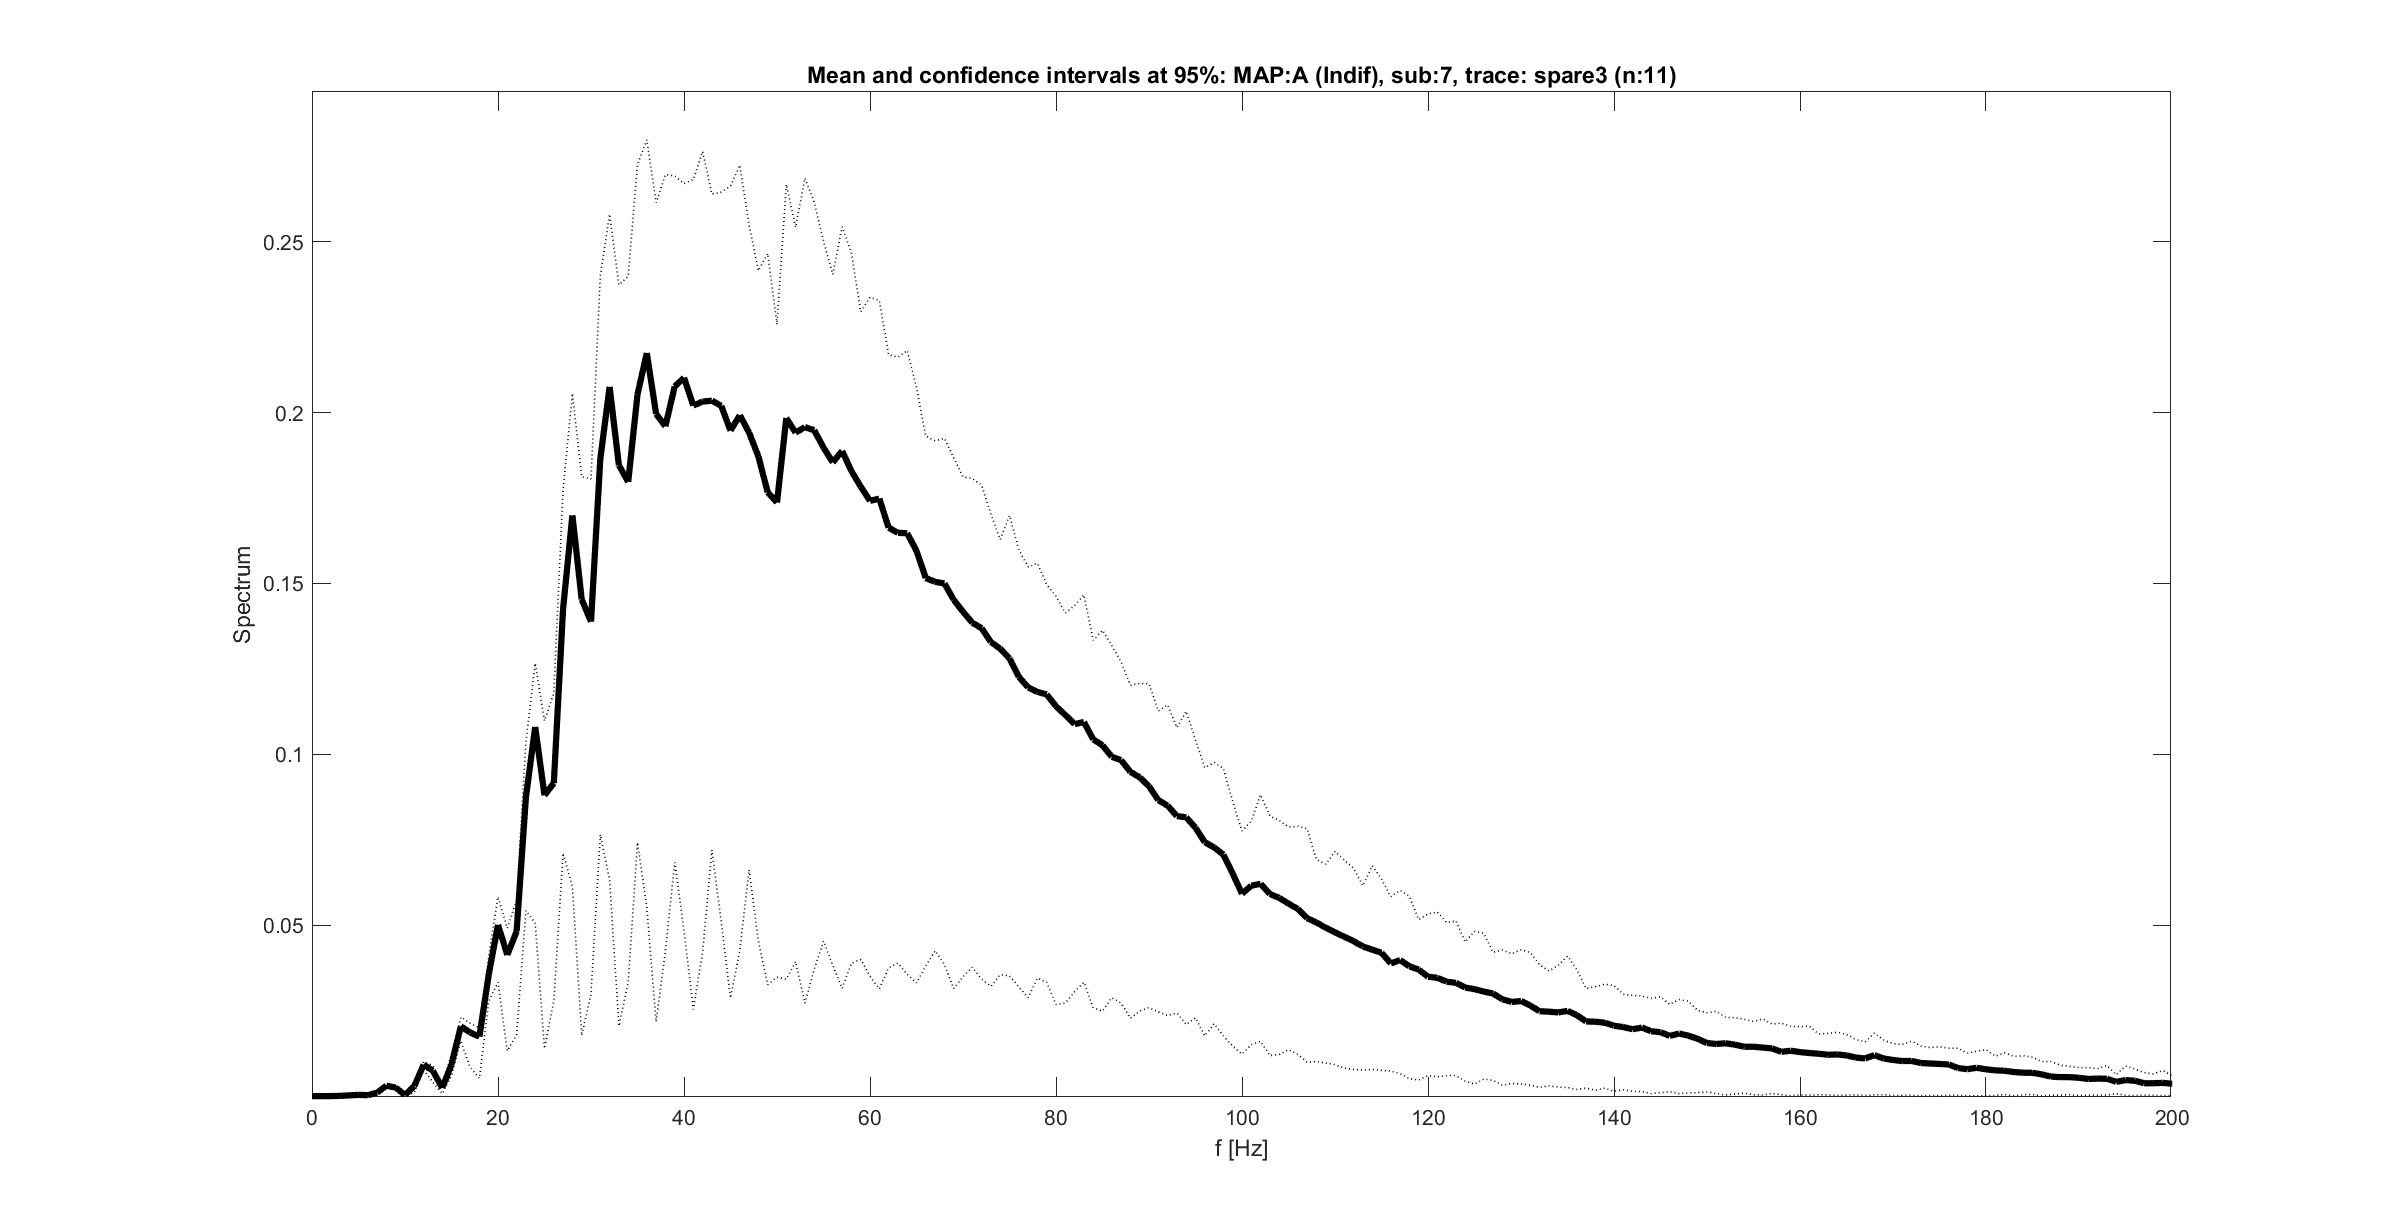 Mean and confidence intervals at 95%: MAP:A (Indif), sub:7, trace: spare3 (n:11)
0.25
0.2
0.15
0.1
0.05
Spectrum
0 20 40 60 80 100 120 140 160 180 200
f [Hz]